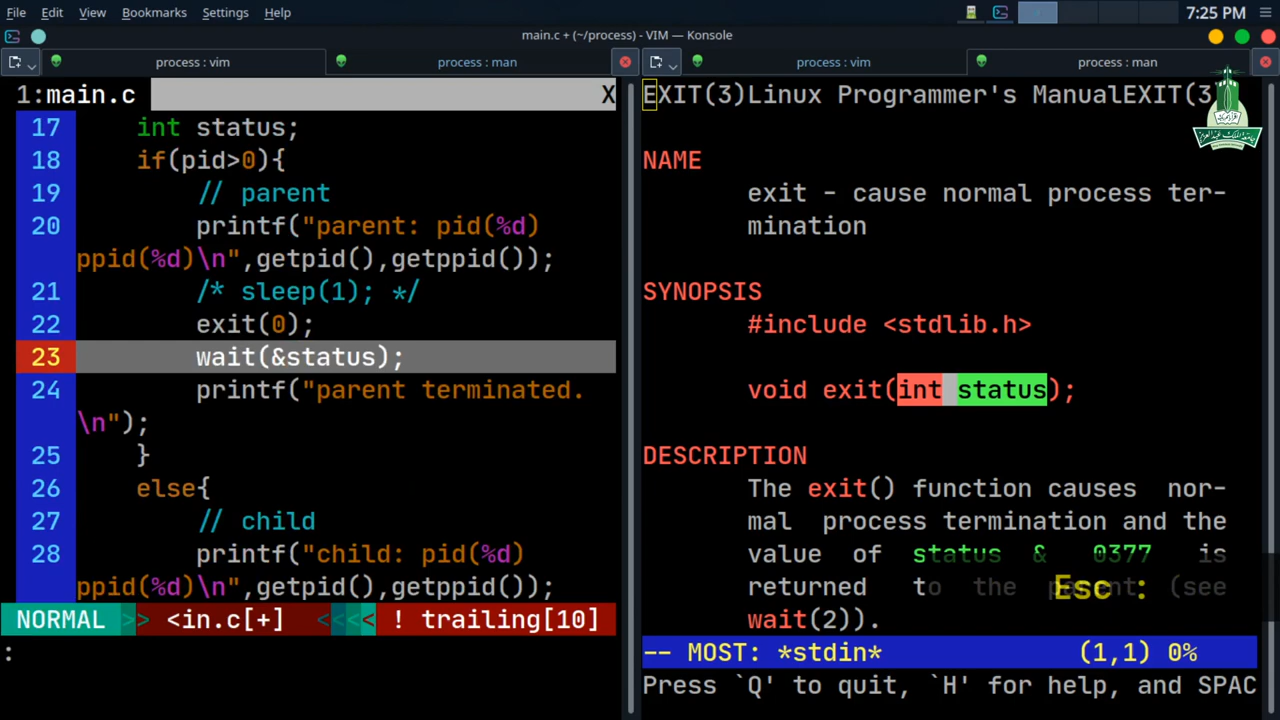 File Edit View Bookmarks Settings Help
7:25 PM
main.c + (~/process) - VIM — Konsole
process : vim
process : man
process : vim
process : man
1:main.c X
17 int status;
18 if(pid>0){
19 // parent
20 printf("parent: pid(%d)
ppid(%d)\n",getpid(),getppid());
21 /* sleep(1); */
22 exit(0);
23 wait(&status);
24 printf("parent terminated.
\n");
25 }
26 else{
27 // child
28 printf("child: pid(%d)
ppid(%d)\n",getpid(),getppid());
NORMAL >> <in.c[+] <<< ! trailing[10]
:
EXIT(3)Linux Programmer's ManualEXIT(3)
NAME
exit - cause normal process ter-
mination
SYNOPSIS
#include <stdlib.h>
void exit(int status);
DESCRIPTION
The exit() function causes nor-
mal process termination and the
value of status & 0377 is
returned to the parent (see
wait(2)).
Esc :
-- MOST: *stdin* (1,1) 0%
Press `Q' to quit, `H' for help, and SPAC